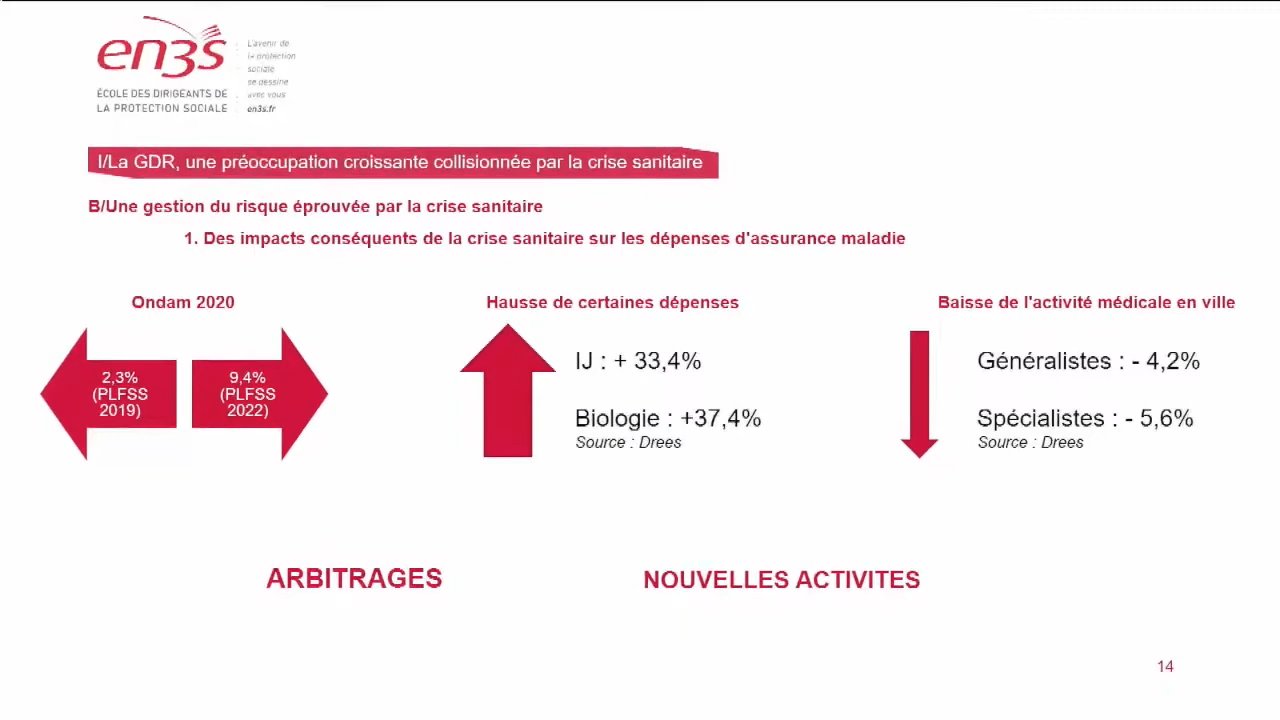 en3s
L'avenir de
la protection
sociale
se dessine
avec vous
en3s.fr
ÉCOLE DES DIRIGEANTS DE
LA PROTECTION SOCIALE
I/La GDR, une préoccupation croissante collisionnée par la crise sanitaire
B/Une gestion du risque éprouvée par la crise sanitaire
1. Des impacts conséquents de la crise sanitaire sur les dépenses d'assurance maladie
Ondam 2020
2,3%
(PLFSS
2019)
9,4%
(PLFSS
2022)
Hausse de certaines dépenses
IJ : + 33,4%
Biologie : +37,4%
Source : Drees
Baisse de l'activité médicale en ville
Généralistes : - 4,2%
Spécialistes : - 5,6%
Source : Drees
ARBITRAGES
NOUVELLES ACTIVITES
14